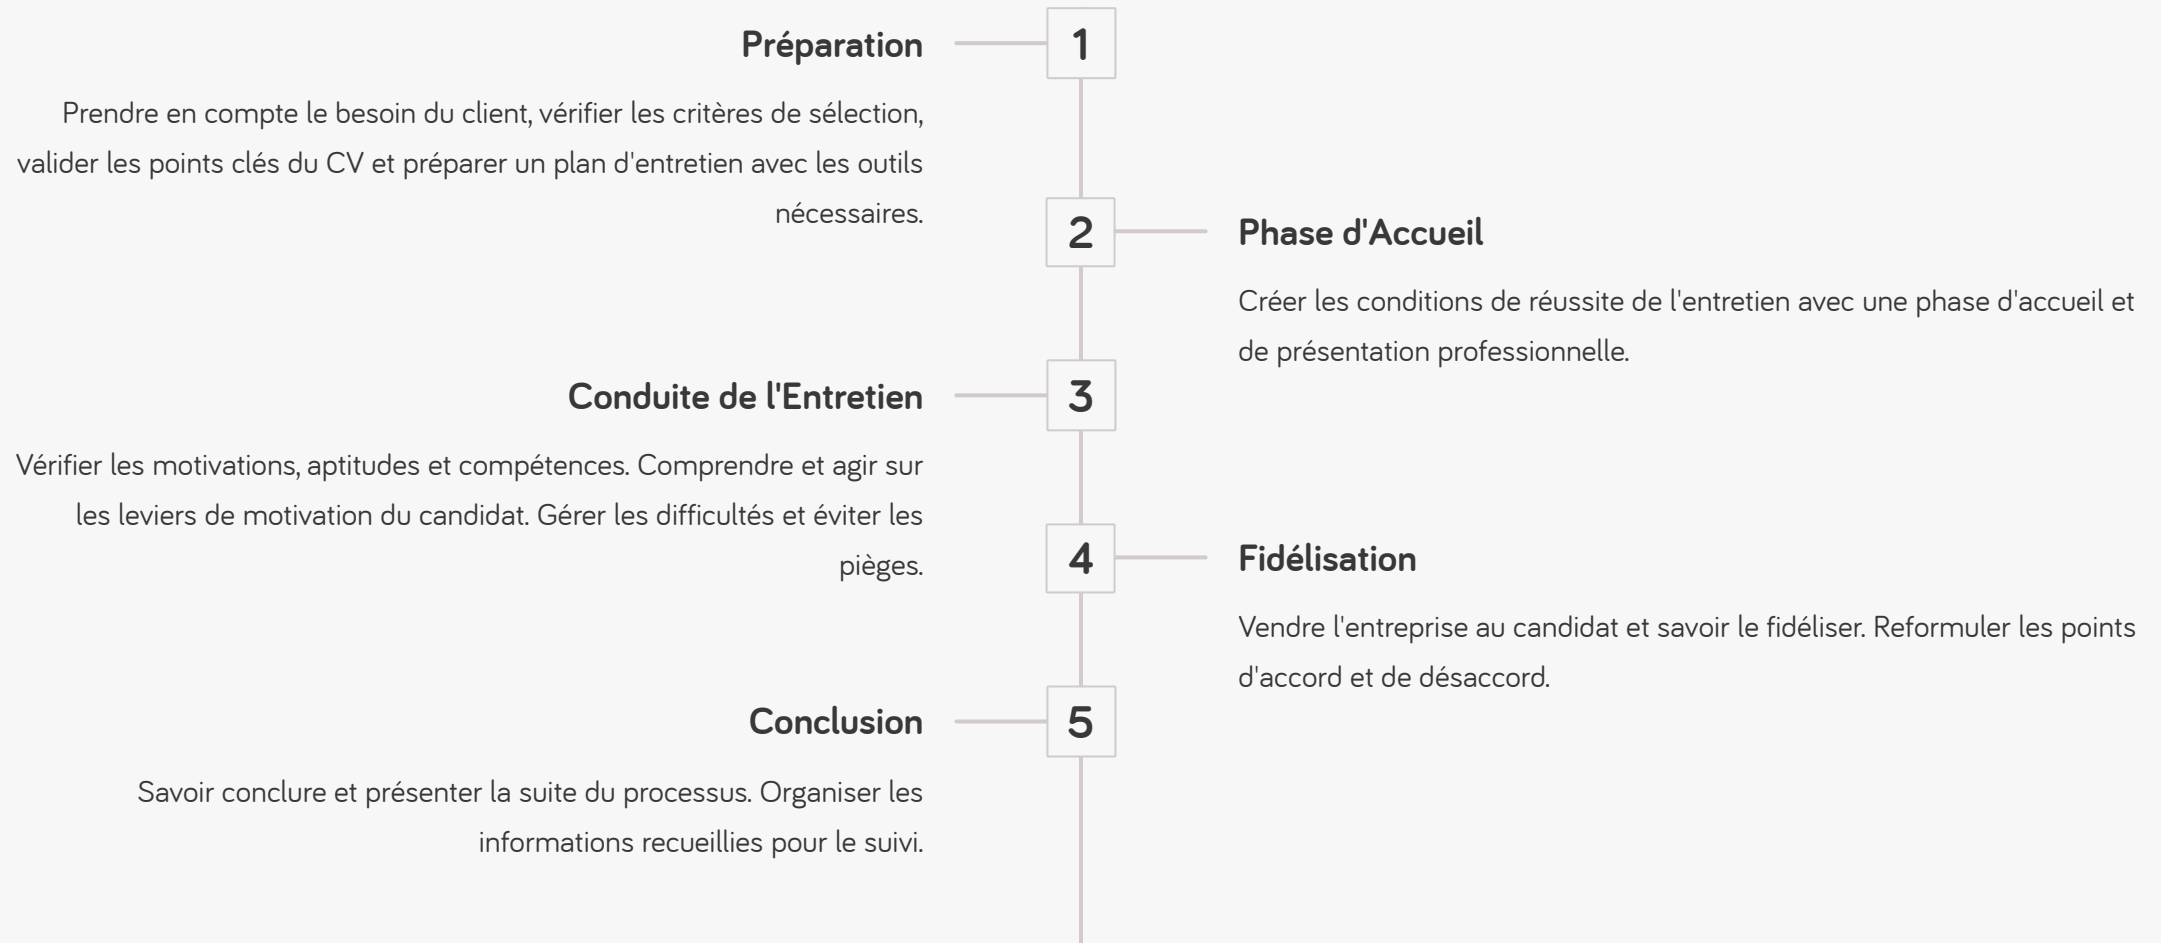 Préparation
1
Prendre en compte le besoin du client, vérifier les critères de sélection,
valider les points clés du CV et préparer un plan d'entretien avec les outils
nécessaires.
2
Phase d'Accueil
Créer les conditions de réussite de l'entretien avec une phase d'accueil et
de présentation professionnelle.
Conduite de l'Entretien
3
Vérifier les motivations, aptitudes et compétences. Comprendre et agir sur
les leviers de motivation du candidat. Gérer les difficultés et éviter les
pièges.
4
Fidélisation
Vendre l'entreprise au candidat et savoir le fidéliser. Reformuler les points
d'accord et de désaccord.
Conclusion
5
Savoir conclure et présenter la suite du processus. Organiser les
informations recueillies pour le suivi.